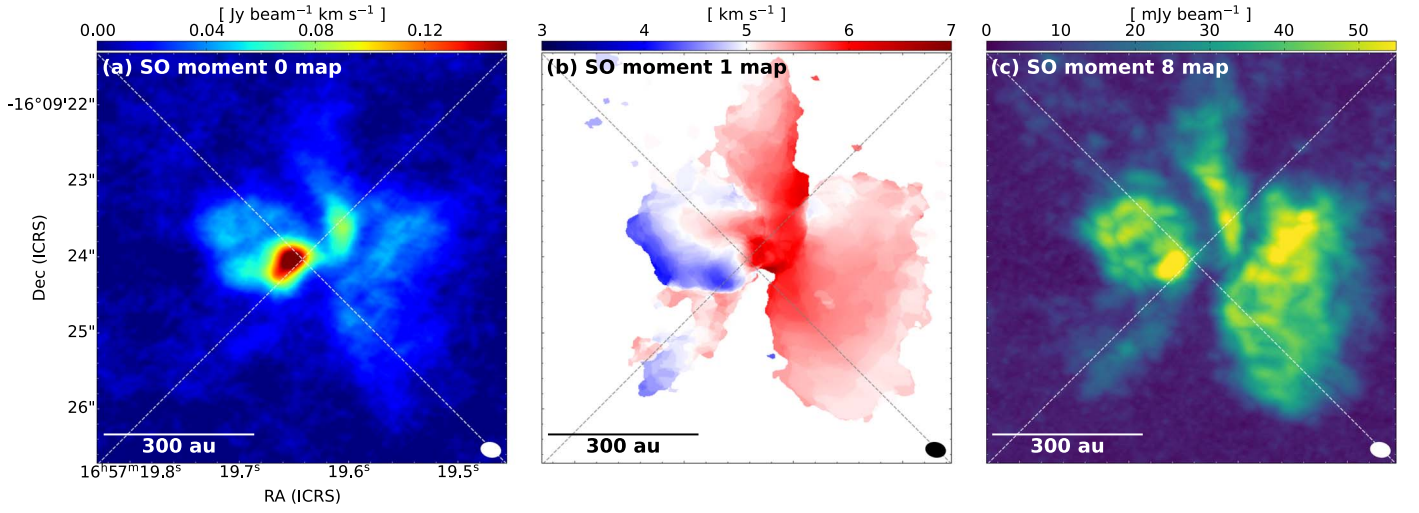 [ Jy beam⁻¹ km s⁻¹ ]
0.00 0.04 0.08 0.12
(a) SO moment 0 map
-16°09'22"
23"
24"
25"
26"
Dec (ICRS)
300 au
16ʰ57ᵐ19.8ˢ 19.7ˢ 19.6ˢ 19.5ˢ
RA (ICRS)
[ km s⁻¹ ]
3 4 5 6 7
(b) SO moment 1 map
300 au
[ mJy beam⁻¹ ]
0 10 20 30 40 50
(c) SO moment 8 map
300 au